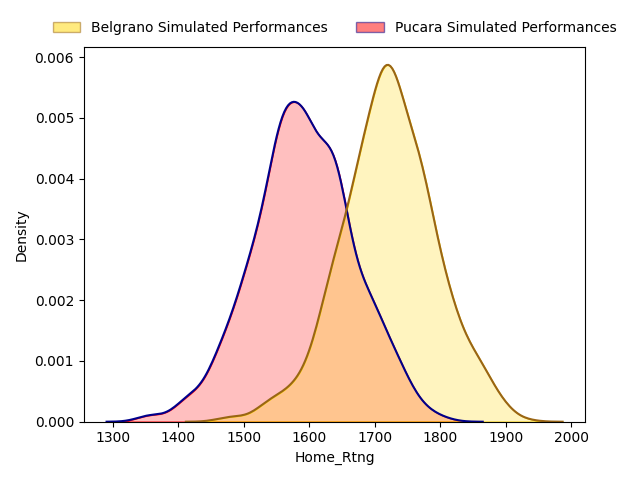 Belgrano Simulated Performances
Pucara Simulated Performances
0.006
0.005
0.004
0.003
0.002
0.001
0.000
Density
1300 1400 1500 1600 1700 1800 1900 2000
Home_Rtng